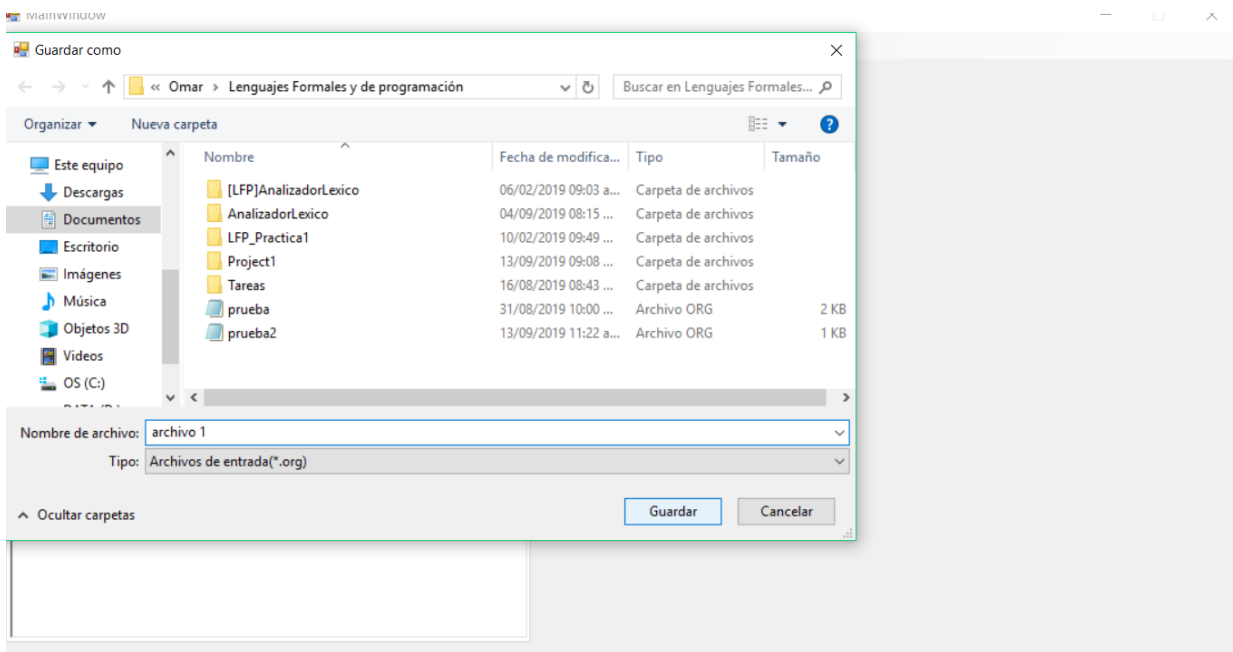 MainWindow
Guardar como
« Omar > Lenguajes Formales y de programación
Buscar en Lenguajes Formales...
Organizar
Nueva carpeta
Nombre
Fecha de modifica...
Tipo
Tamaño
Este equipo
Descargas
Documentos
Escritorio
Imágenes
Música
Objetos 3D
Videos
OS (C:)
[LFP]AnalizadorLexico 06/02/2019 09:03 a... Carpeta de archivos
AnalizadorLexico 04/09/2019 08:15 ... Carpeta de archivos
LFP_Practica1 10/02/2019 09:49 ... Carpeta de archivos
Project1 13/09/2019 09:08 ... Carpeta de archivos
Tareas 16/08/2019 08:43 ... Carpeta de archivos
prueba 31/08/2019 10:00 ... Archivo ORG 2 KB
prueba2 13/09/2019 11:22 a... Archivo ORG 1 KB
Nombre de archivo: archivo 1
Tipo: Archivos de entrada(*.org)
Ocultar carpetas
Guardar
Cancelar